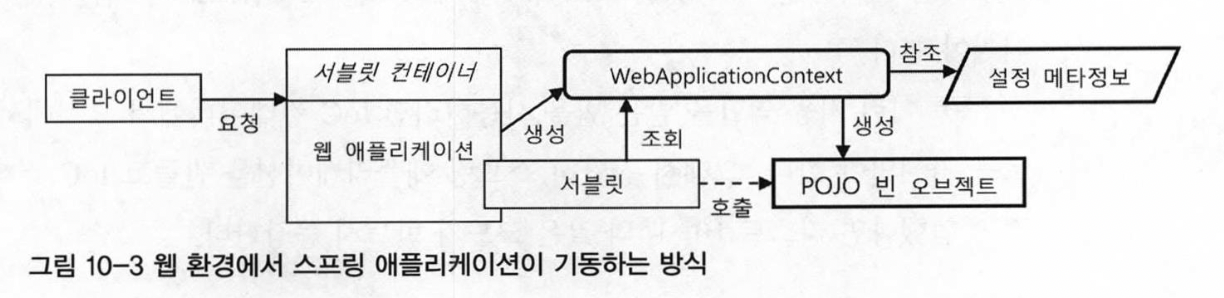 클라이언트
요청
서블릿 컨테이너
웹 애플리케이션
생성
WebApplicationContext
조회
서블릿
호출
참조
설정 메타정보
생성
POJO 빈 오브젝트
그림 10-3 웹 환경에서 스프링 애플리케이션이 기동하는 방식